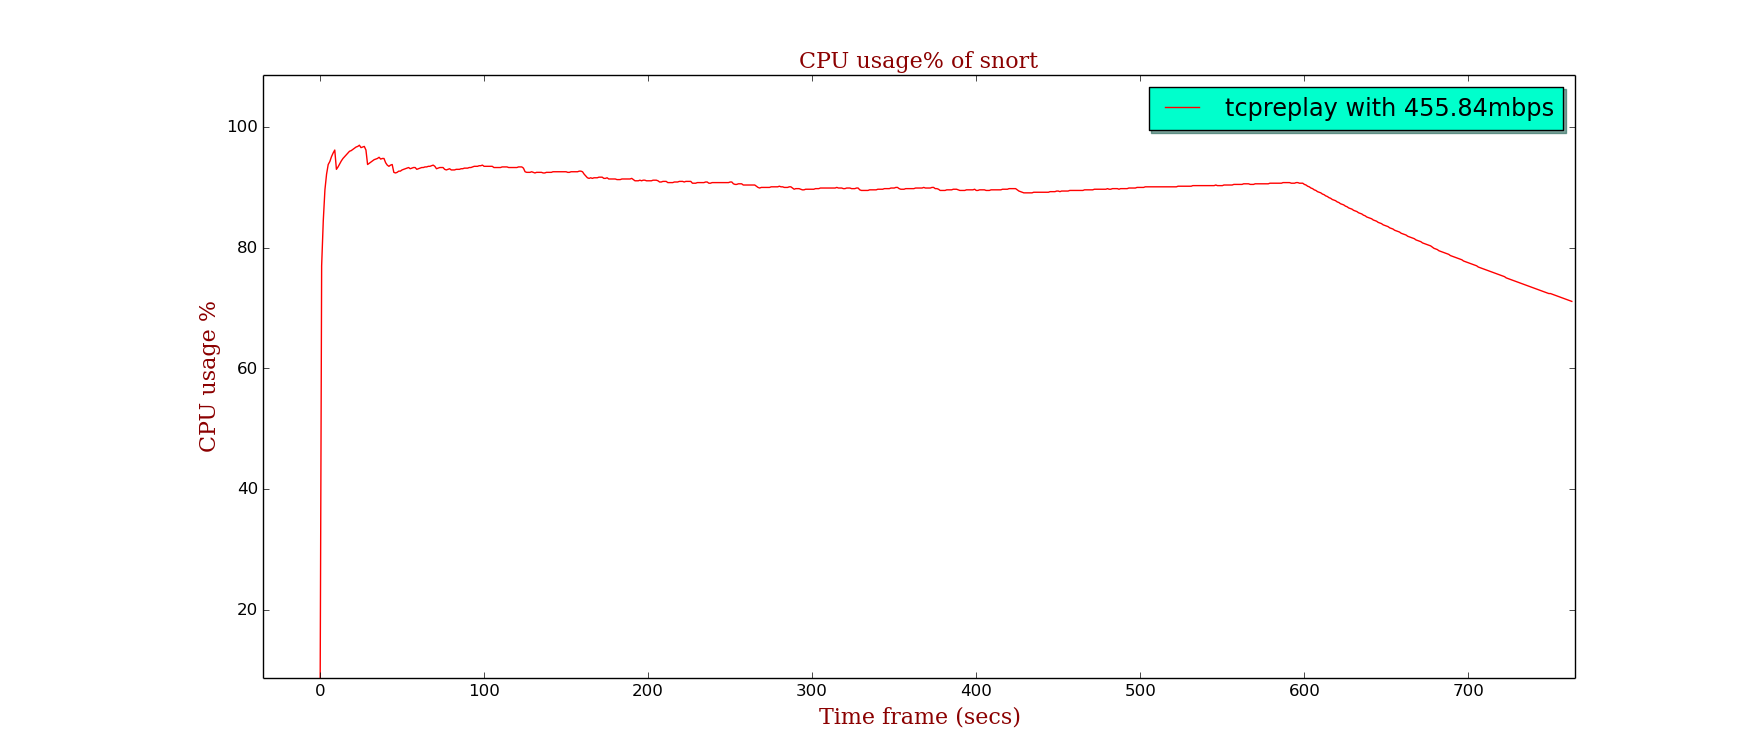 CPU usage% of snort
tcpreplay with 455.84mbps
100
80
60
40
20
CPU usage %
0 100 200 300 400 500 600 700
Time frame (secs)